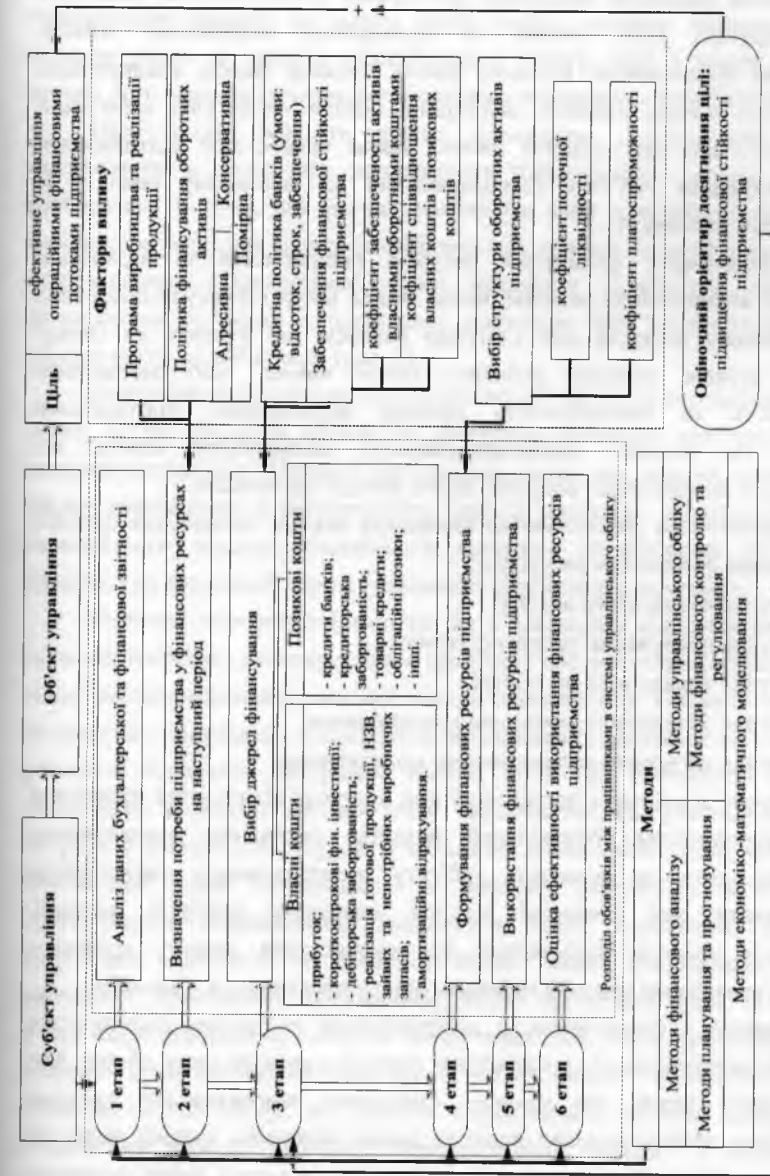 Суб'єкт управління
Об'єкт управління
Ціль
ефективне управління
операційними фінансовими
потоками підприємства
1 етап
Аналіз даних бухгалтерської та фінансової звітності
2 етап
Визначення потреби підприємства у фінансових ресурсах
на наступний період
3 етап
Вибір джерел фінансування
Власні кошти
- прибуток;
- короткострокові фін. інвестиції;
- дебіторська заборгованість;
- реалізація готової продукції, НЗВ,
зайвих та непотрібних виробничих
запасів;
- амортизаційні відрахування.
Позикові кошти
- кредити банків;
- кредиторська
заборгованість;
- товарні кредити;
- облігаційні позики;
- інші.
4 етап
Формування фінансових ресурсів підприємства
5 етап
Використання фінансових ресурсів підприємства
6 етап
Оцінка ефективності використання фінансових ресурсів
підприємства
Розподіл обов'язків між працівниками в системі управлінського обліку
Фактори впливу
Програма виробництва та реалізації
продукції
Політика фінансування оборотних
активів
Агресивна
Консервативна
Помірна
Кредитна політика банків (умови:
відсоток, строк, забезпечення)
Забезпечення фінансової стійкості
підприємства
коефіцієнт забезпеченості активів
власними оборотними коштами
коефіцієнт співвідношення
власних коштів і позикових
коштів
Вибір структури оборотних активів
підприємства
коефіцієнт поточної
ліквідності
коефіцієнт платоспроможності
Методи
Методи фінансового аналізу
Методи управлінського обліку
Методи планування та прогнозування
Методи фінансового контролю та
регулювання
Методи економіко-математичного моделювання
Оціночний орієнтир досягнення цілі:
підвищення фінансової стійкості
підприємства
+